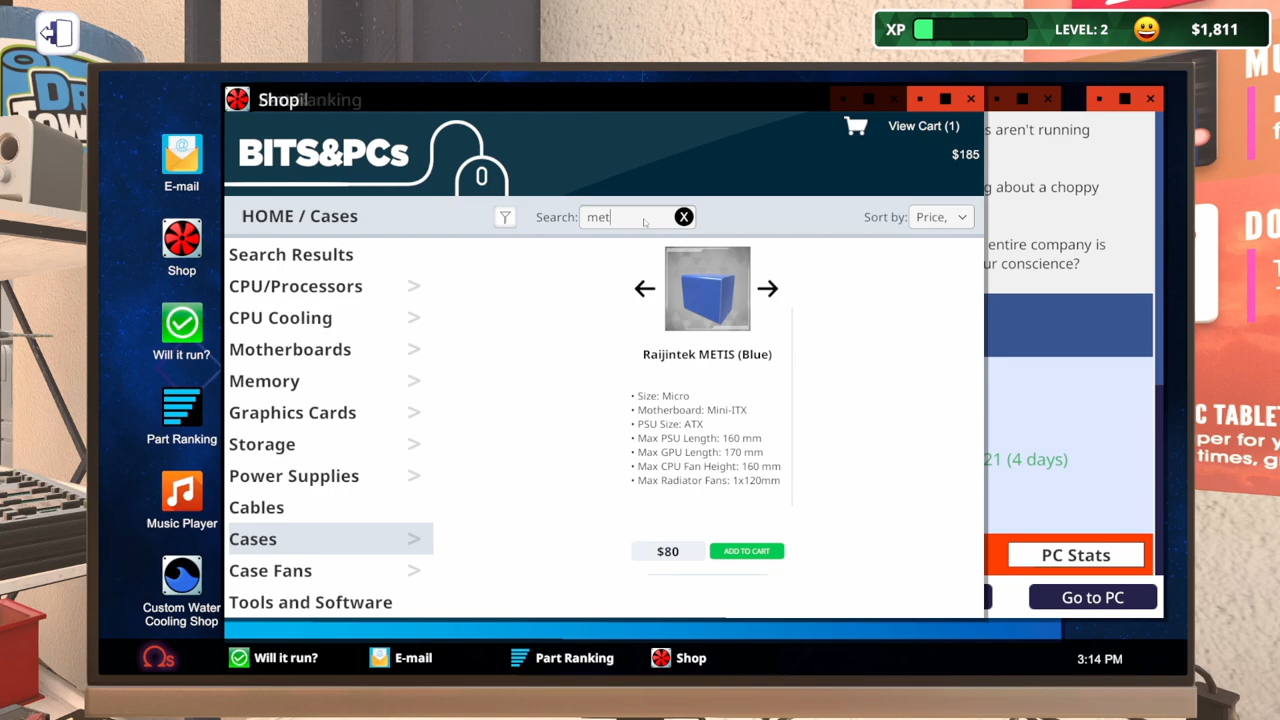 XP
LEVEL: 2
$1,811
Shop
BITS&PCs
View Cart (1)
$185
HOME / Cases
Search: met
X
Sort by: Price,
Search Results
CPU/Processors >
CPU Cooling >
Motherboards >
Memory >
Graphics Cards >
Storage >
Power Supplies >
Cables
Cases >
Case Fans >
Tools and Software
Raijintek METIS (Blue)
• Size: Micro
• Motherboard: Mini-ITX
• PSU Size: ATX
• Max PSU Length: 160 mm
• Max GPU Length: 170 mm
• Max CPU Fan Height: 160 mm
• Max Radiator Fans: 1x120mm
$80
ADD TO CART
s aren't running
g about a choppy
entire company is
ur conscience?
21 (4 days)
PC Stats
Go to PC
E-mail
Shop
Will it run?
Part Ranking
Music Player
Custom Water
Cooling Shop
Will it run?
E-mail
Part Ranking
Shop
3:14 PM
C TABLET
per for y
times, g